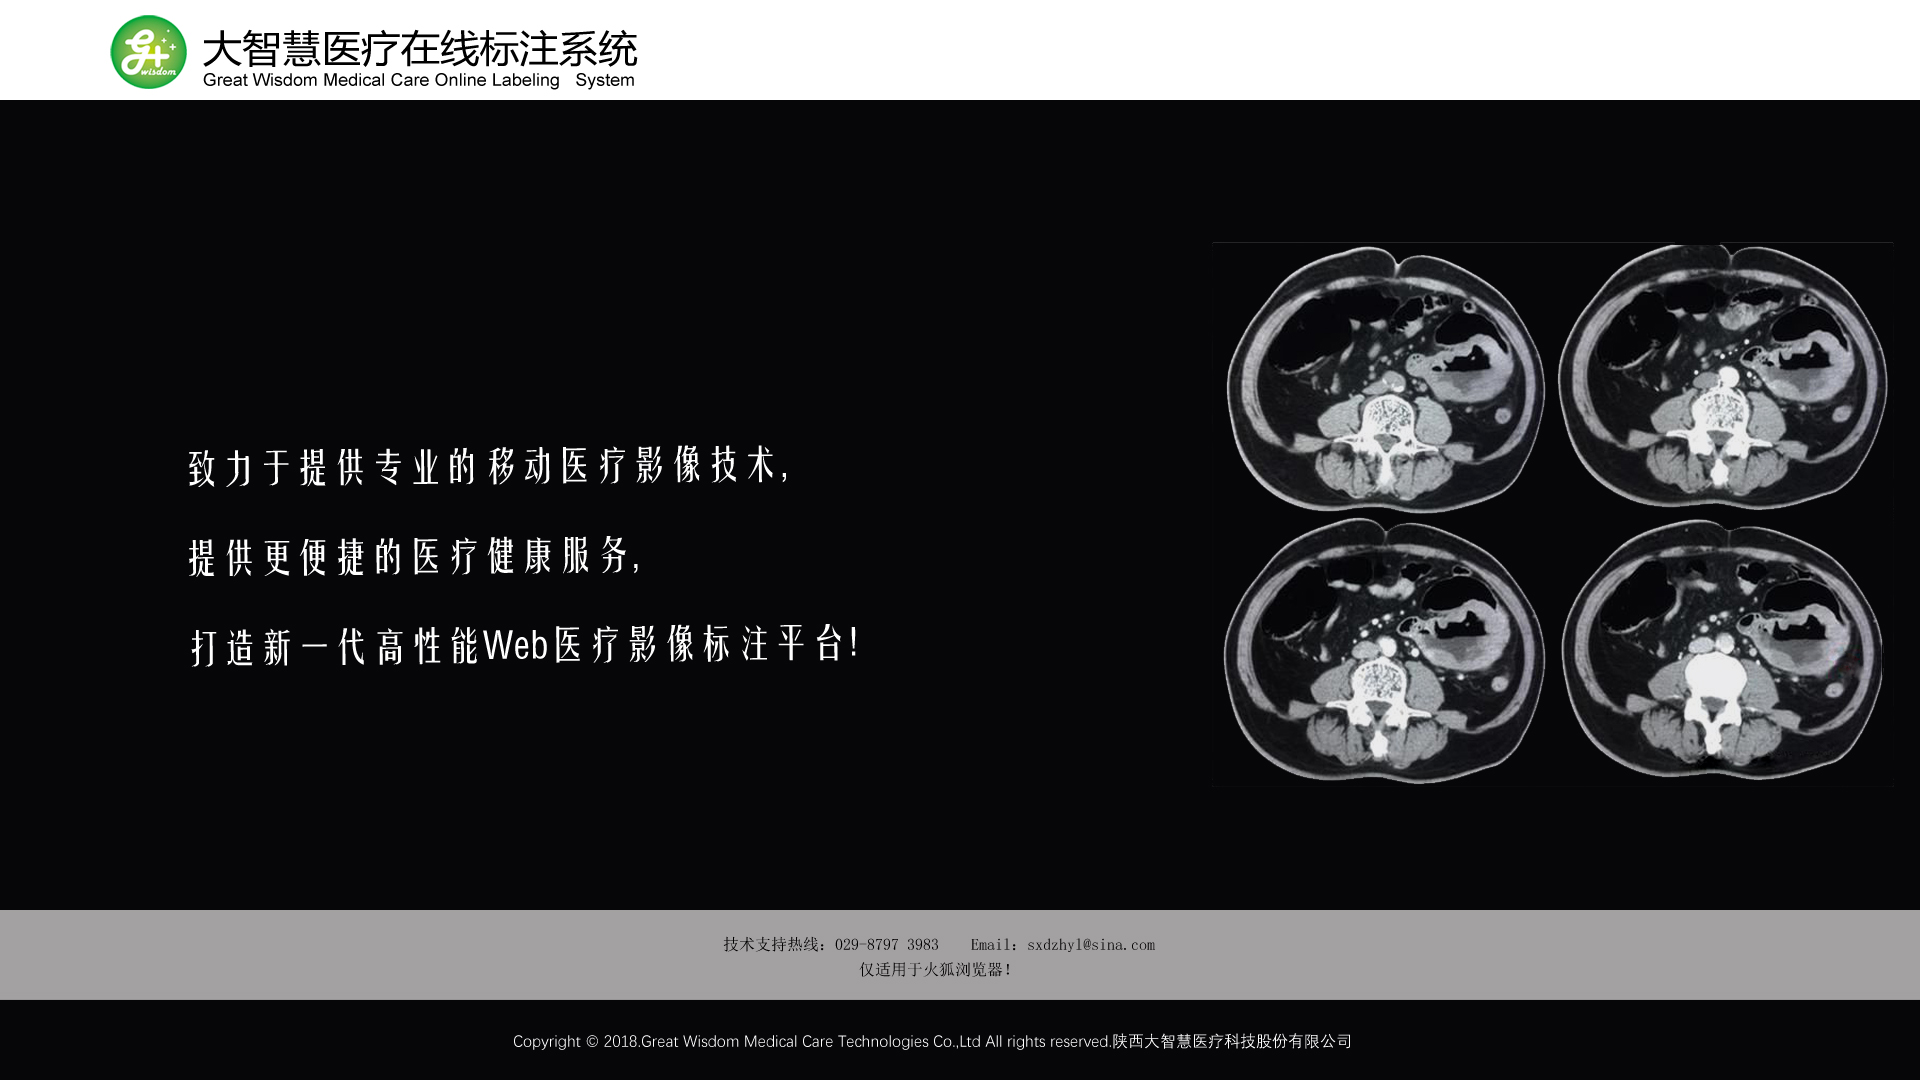 g+ wisdom
大智慧医疗在线标注系统
Great Wisdom Medical Care Online Labeling System
致力于提供专业的移动医疗影像技术,
提供更便捷的医疗健康服务,
打造新一代高性能Web医疗影像标注平台!
技术支持热线: 029-8797 3983 Email: sxdzhyl@sina.com
仅适用于火狐浏览器!
Copyright © 2018.Great Wisdom Medical Care Technologies Co.,Ltd All rights reserved.陕西大智慧医疗科技股份有限公司